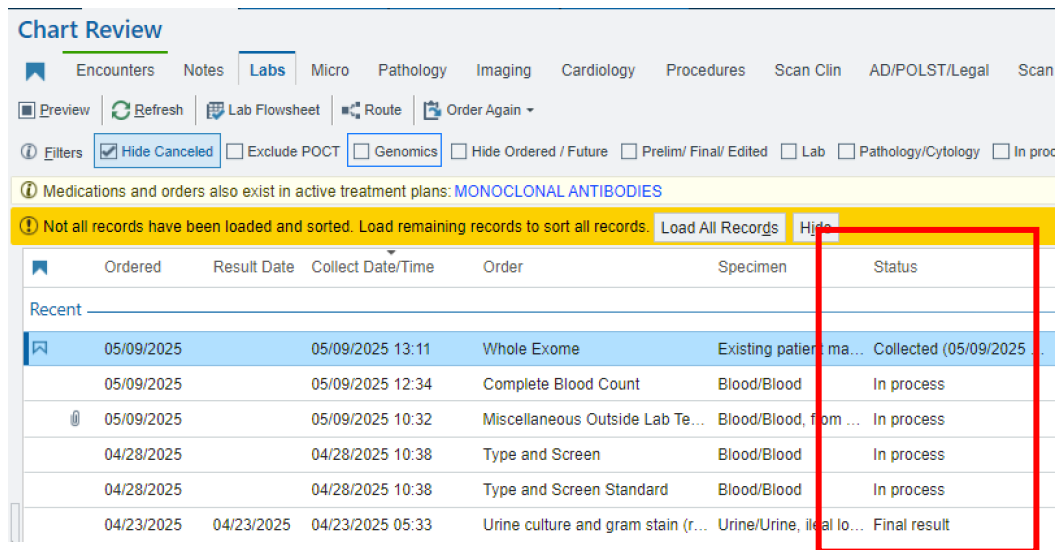 Chart Review
Encounters Notes Labs Micro Pathology Imaging Cardiology Procedures Scan Clin AD/POLST/Legal Scan
Preview Refresh Lab Flowsheet Route Order Again
Filters Hide Canceled Exclude POCT Genomics Hide Ordered / Future Prelim/ Final/ Edited Lab Pathology/Cytology In proc
Medications and orders also exist in active treatment plans: MONOCLONAL ANTIBODIES
Not all records have been loaded and sorted. Load remaining records to sort all records. Load All Records Hide
Ordered Result Date Collect Date/Time Order Specimen Status
Recent
05/09/2025 05/09/2025 13:11 Whole Exome Existing patient ma... Collected (05/09/2025 ...
05/09/2025 05/09/2025 12:34 Complete Blood Count Blood/Blood In process
05/09/2025 05/09/2025 10:32 Miscellaneous Outside Lab Te... Blood/Blood, from ... In process
04/28/2025 04/28/2025 10:38 Type and Screen Blood/Blood In process
04/28/2025 04/28/2025 10:38 Type and Screen Standard Blood/Blood In process
04/23/2025 04/23/2025 04/23/2025 05:33 Urine culture and gram stain (r... Urine/Urine, ileal lo... Final result